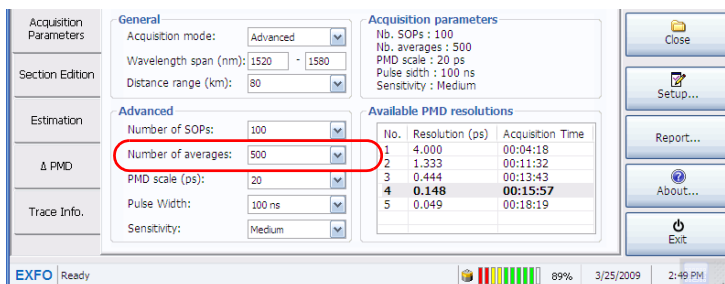 Acquisition
Parameters
Section Edition
Estimation
Δ PMD
Trace Info.
General
Acquisition mode: Advanced
Wavelength span (nm): 1520 - 1580
Distance range (km): 80
Advanced
Number of SOPs: 100
Number of averages: 500
PMD scale (ps): 20
Pulse Width: 100 ns
Sensitivity: Medium
Acquisition parameters
Nb. SOPs : 100
Nb. averages : 500
PMD scale : 20 ps
Pulse sidth : 100 ns
Sensitivity : Medium
Available PMD resolutions
No. Resolution (ps) Acquisition Time
1 4.000 00:04:18
2 1.333 00:11:32
3 0.444 00:13:43
4 0.148 00:15:57
5 0.049 00:18:19
Close
Setup...
Report...
About...
Exit
EXFO Ready 89% 3/25/2009 2:49 PM